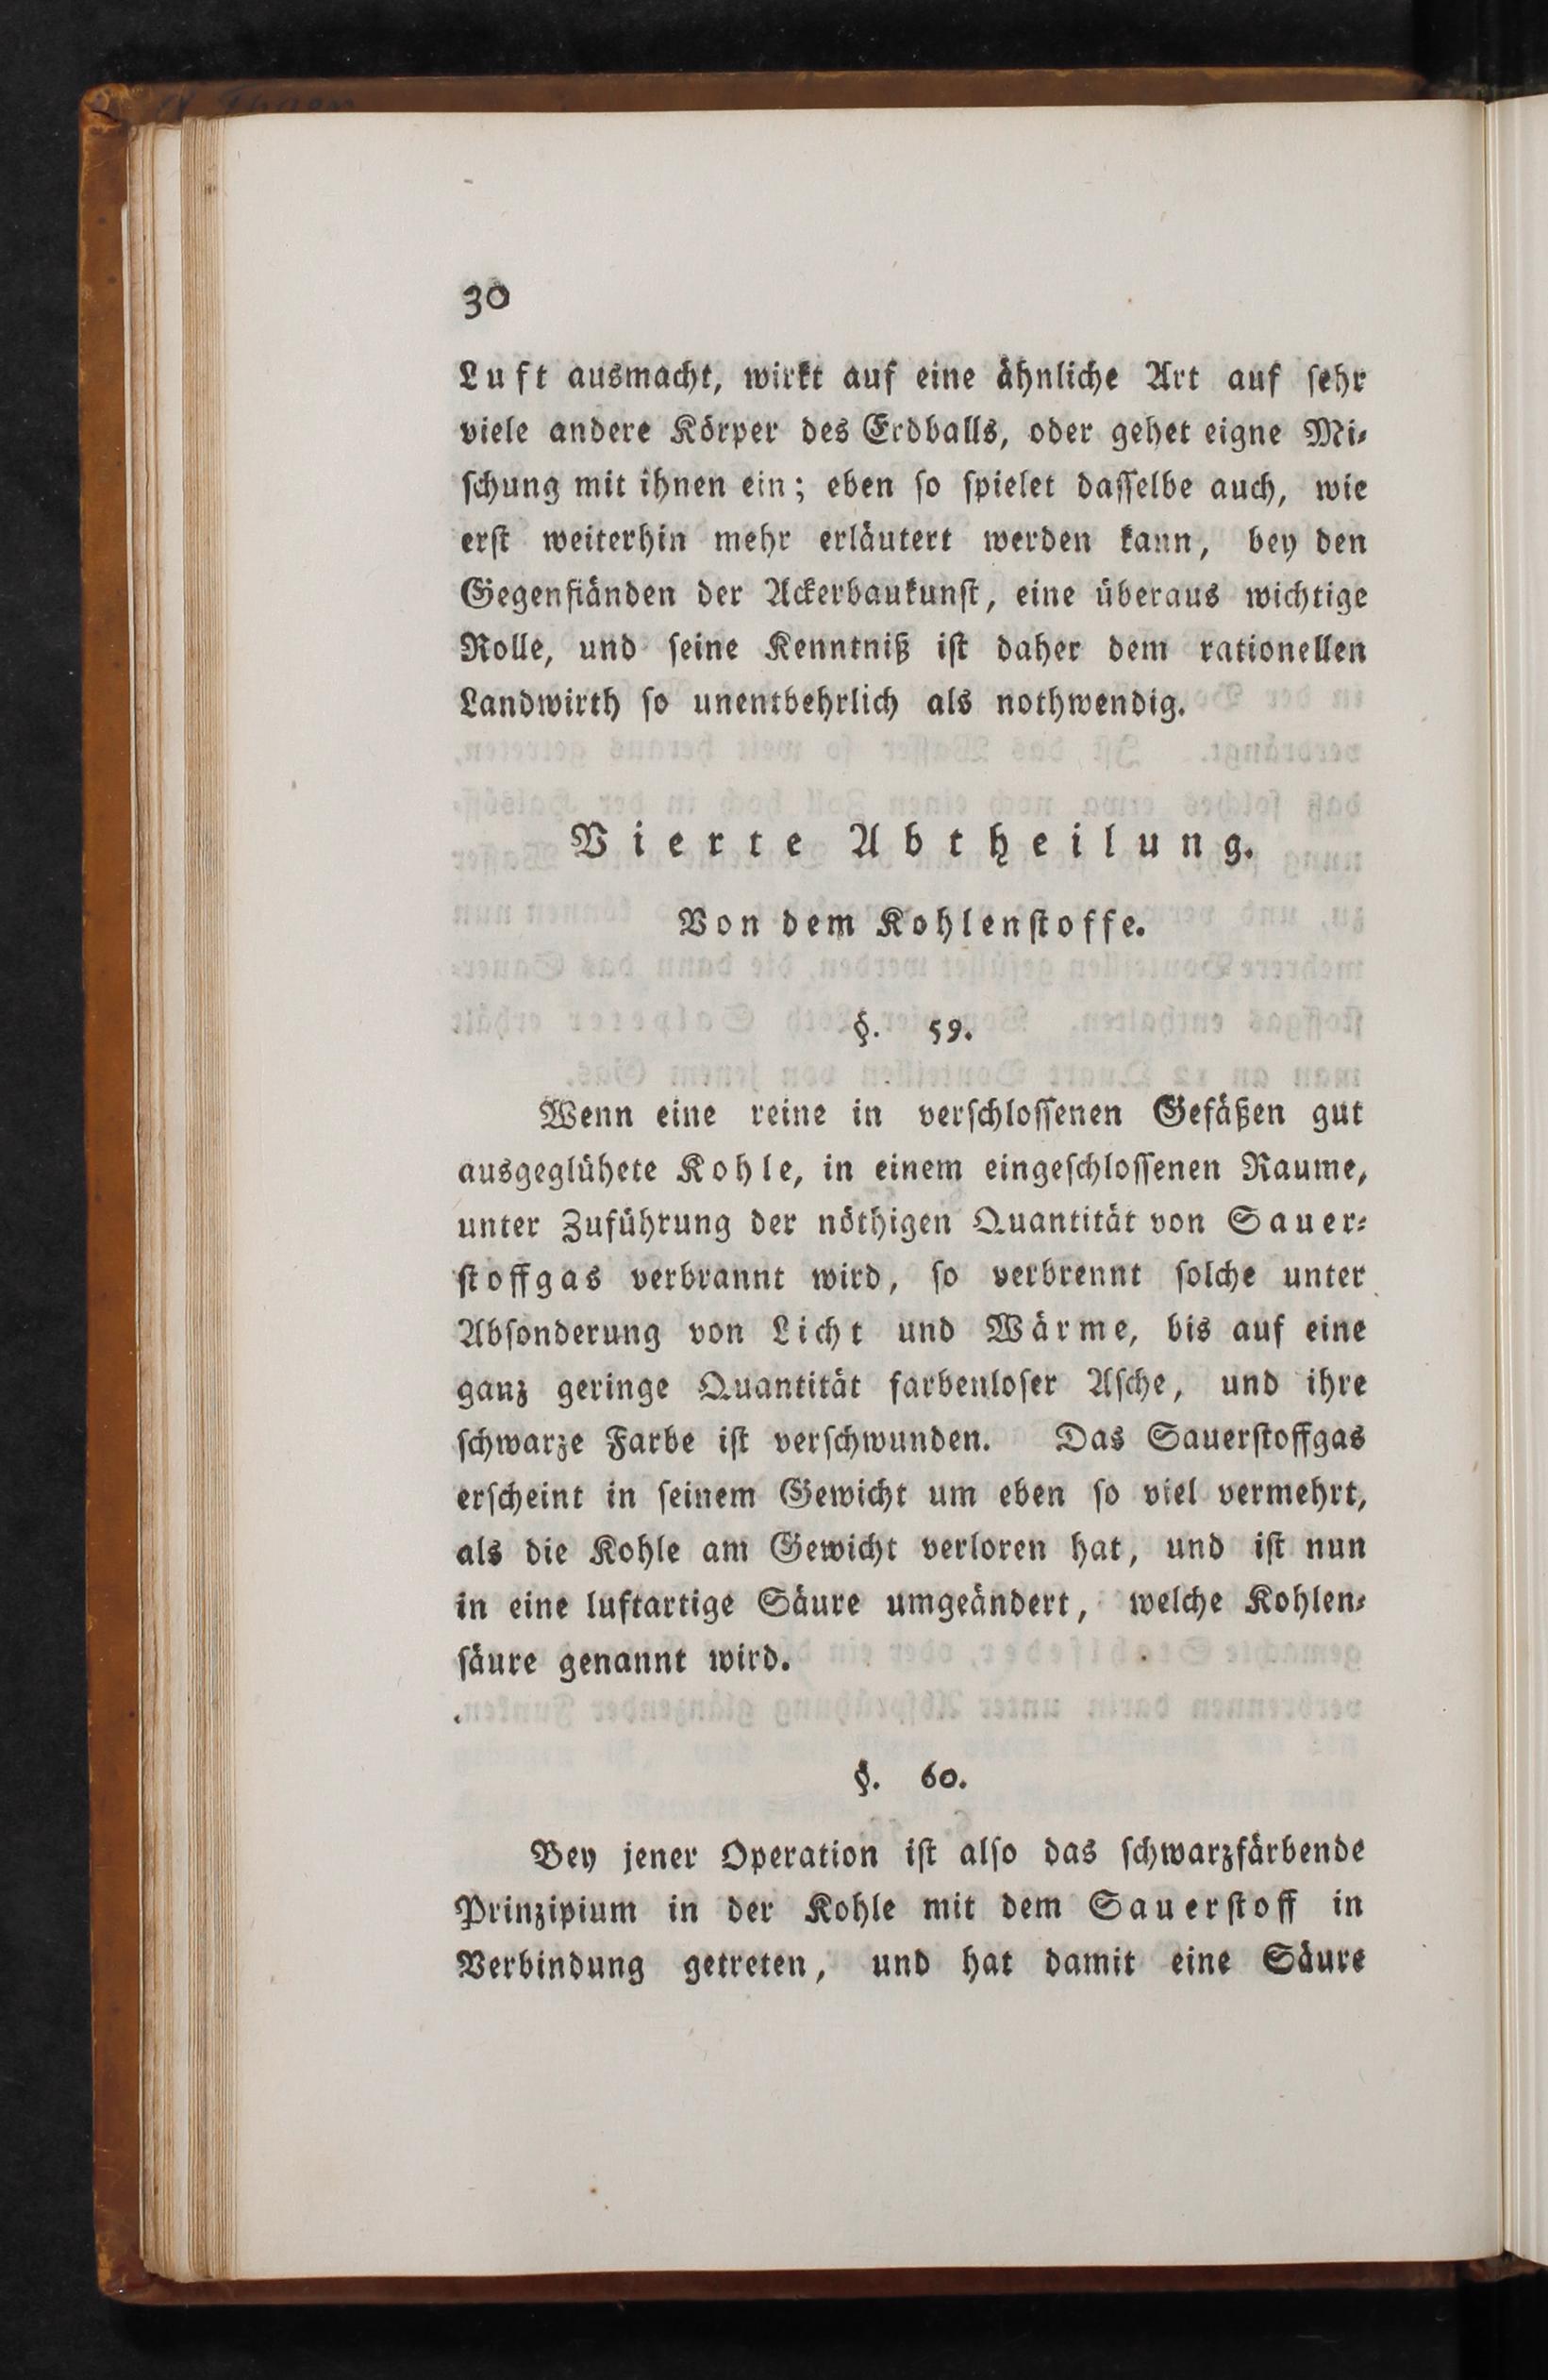 30
Luft ausmacht, wirkt auf eine ähnliche Art auf ſehr
viele andere Körper des Erdballs, oder gehet eigne Mi⸗
ſchung mit ihnen ein; eben ſo ſpielet daſſelbe auch, wie
erſt weiterhin mehr erläutert werden kann, bey den
Gegenſtänden der Ackerbaukunſt, eine überaus wichtige
Rolle, und ſeine Kenntniß iſt daher dem rationellen
Landwirth ſo unentbehrlich als nothwendig.
Vierte Abtheilung.
Von dem Kohlenſtoffe.
§. 59.
Wenn eine reine in verſchloſſenen Gefäßen gut
ausgeglühete Kohle, in einem eingeſchloſſenen Raume,
unter Zuführung der nöthigen Quantität von Sauer⸗
ſtoffgas verbrannt wird, ſo verbrennt ſolche unter
Abſonderung von Licht und Wärme, bis auf eine
ganz geringe Quantität farbenloſer Aſche, und ihre
ſchwarze Farbe iſt verſchwunden. Das Sauerſtoffgas
erſcheint in ſeinem Gewicht um eben ſo viel vermehrt,
als die Kohle am Gewicht verloren hat, und iſt nun
in eine luftartige Säure umgeändert, welche Kohlen⸗
ſäure genannt wird.
§. 60.
Bey jener Operation iſt alſo das ſchwarzfärbende
Prinzipium in der Kohle mit dem Sauerſtoff in
Verbindung getreten, und hat damit eine Säure